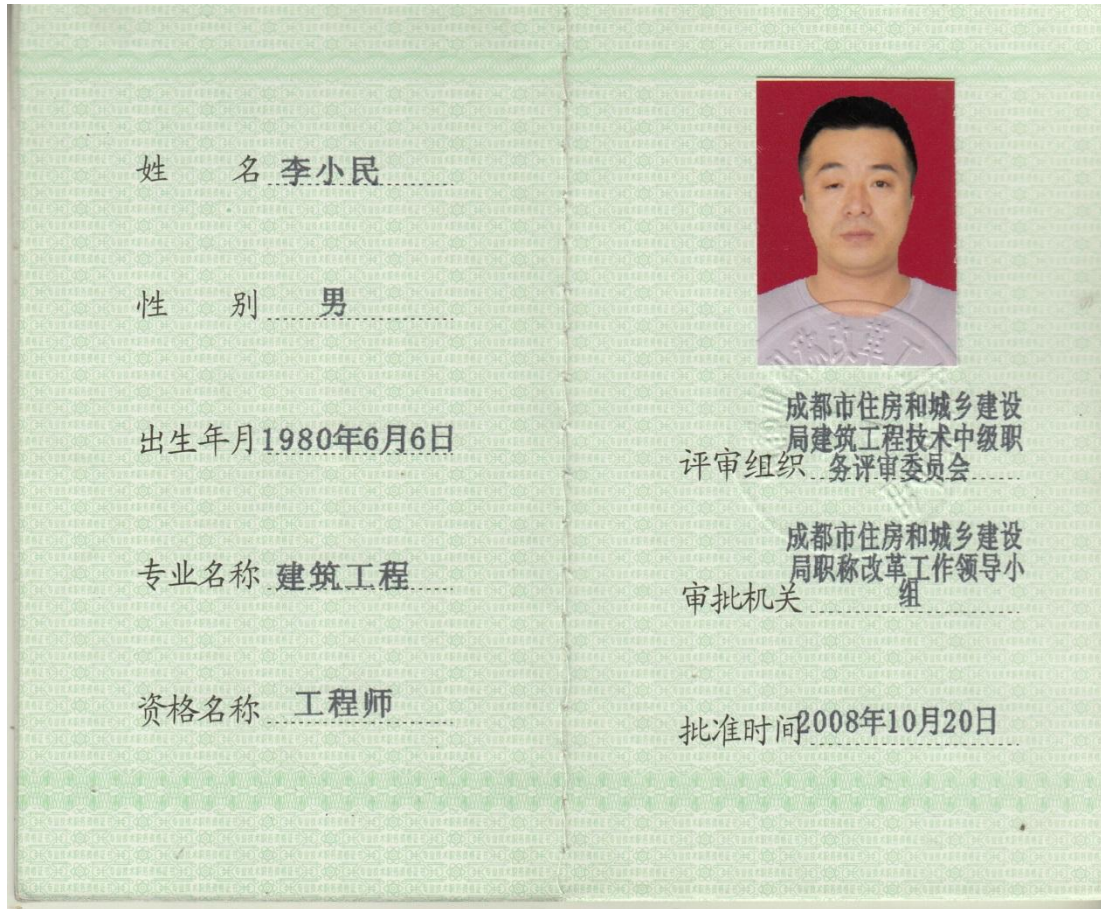 姓 名 李小民
性 别 男
出生年月 1980年6月6日
专业名称 建筑工程
资格名称 工程师
成都市住房和城乡建设
局建筑工程技术中级职
评审组织 务评审委员会
成都市住房和城乡建设
局职称改革工作领导小
审批机关 组
批准时间 2008年10月20日
称改革工